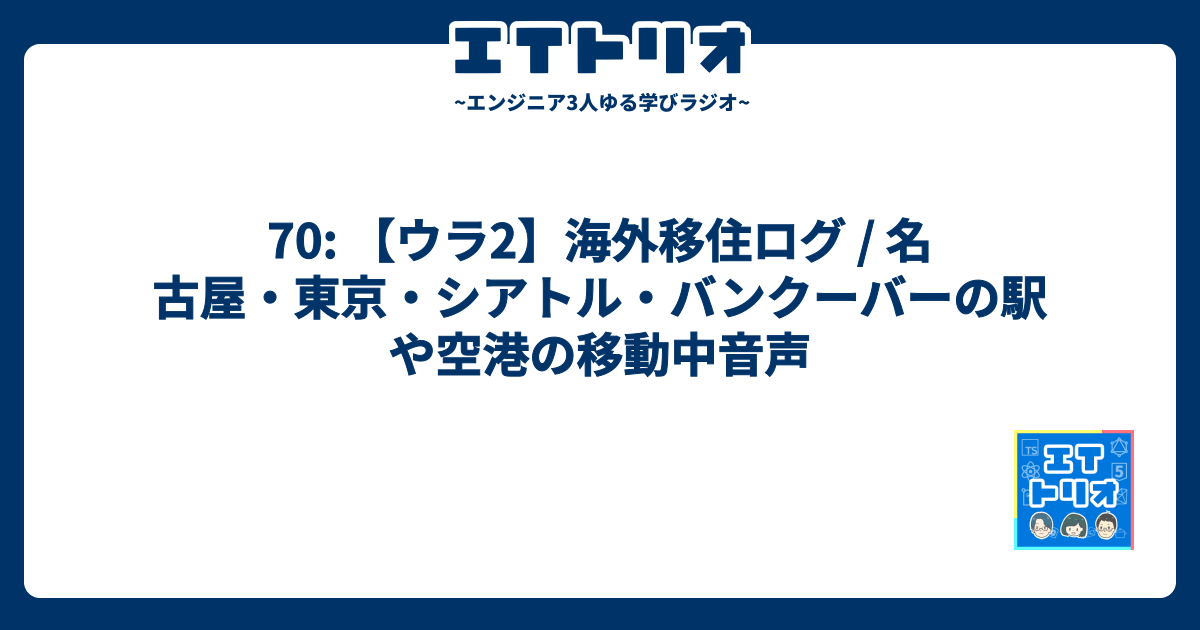 エイトリオ
~エンジニア3人ゆる学びラジオ~
70: 【ウラ2】海外移住ログ / 名
古屋・東京・シアトル・バンクーバーの駅
や空港の移動中音声
TS
エイ
トリオ
5